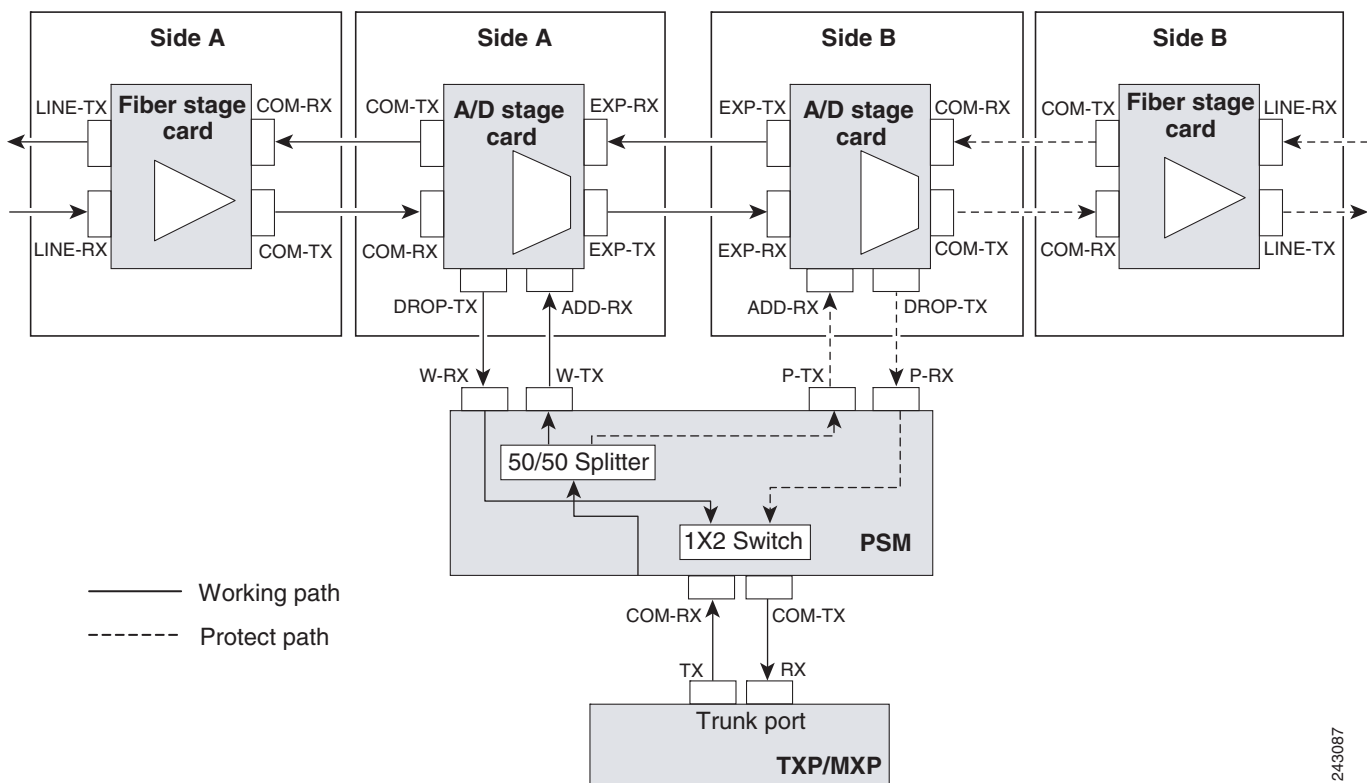 Side A
Side A
Side B
Side B
LINE-TX
Fiber stage card
COM-RX
COM-TX
A/D stage card
EXP-RX
EXP-TX
A/D stage card
COM-RX
COM-TX
Fiber stage card
LINE-RX
LINE-RX
COM-TX
COM-RX
EXP-TX
EXP-RX
COM-TX
COM-RX
LINE-TX
DROP-TX
ADD-RX
ADD-RX
DROP-TX
W-RX
W-TX
P-TX
P-RX
50/50 Splitter
1X2 Switch
PSM
Working path
Protect path
COM-RX
COM-TX
TX
RX
Trunk port
TXP/MXP
243087